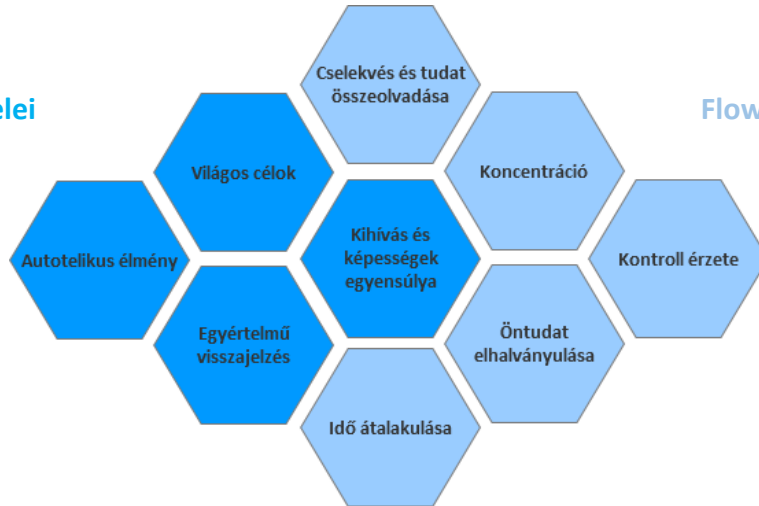 elei
Flow
Cselekvés és tudat
összeolvadása
Világos célok
Koncentráció
Autotelikus élmény
Kihívás és
képességek
egyensúlya
Kontroll érzete
Egyértelmű
visszajelzés
Öntudat
elhalványulása
Idő átalakulása